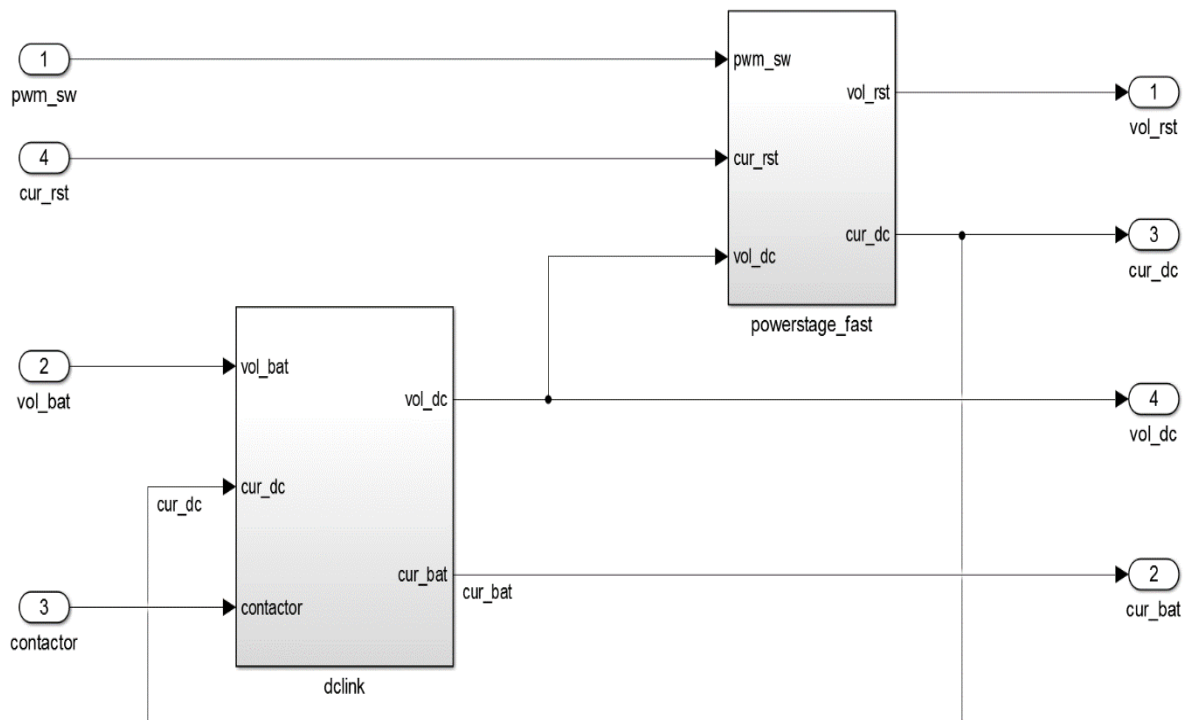 1
pwm_sw
4
cur_rst
pwm_sw
cur_rst
vol_dc
vol_rst
cur_dc
powerstage_fast
1
vol_rst
3
cur_dc
2
vol_bat
3
contactor
vol_bat
cur_dc
cur_dc
contactor
vol_dc
cur_bat
cur_bat
dclink
4
vol_dc
2
cur_bat